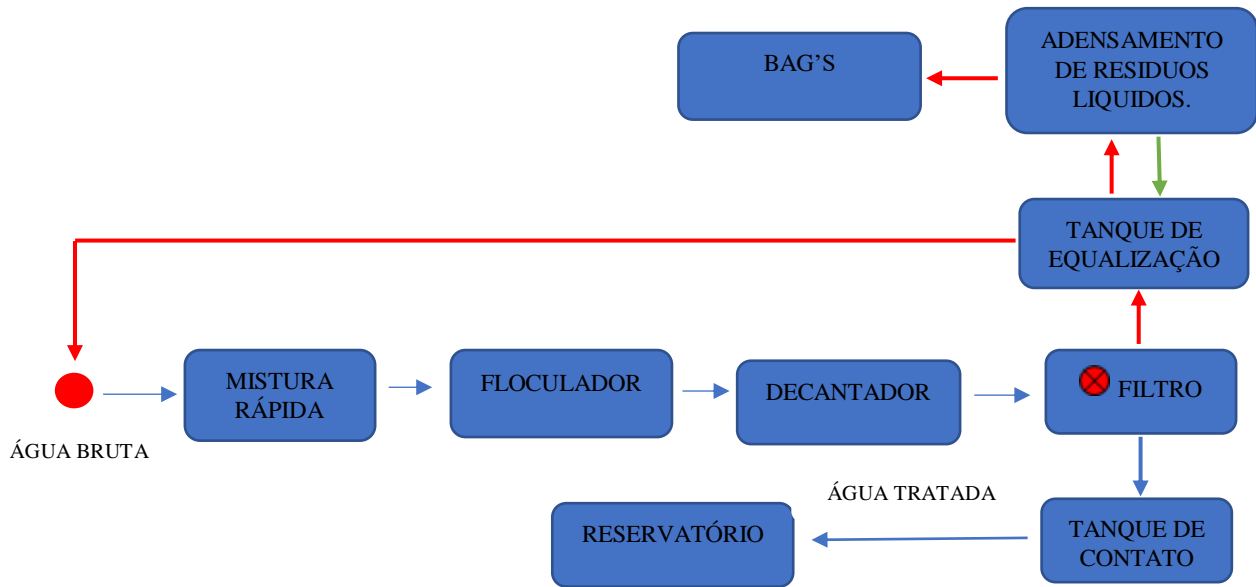 BAG'S
ADENSAMENTO
DE RESIDUOS
LIQUIDOS.
TANQUE DE
EQUALIZAÇÃO
MISTURA
RÁPIDA
FLOCULADOR
DECANTADOR
FILTRO
ÁGUA BRUTA
ÁGUA TRATADA
RESERVATÓRIO
TANQUE DE
CONTATO